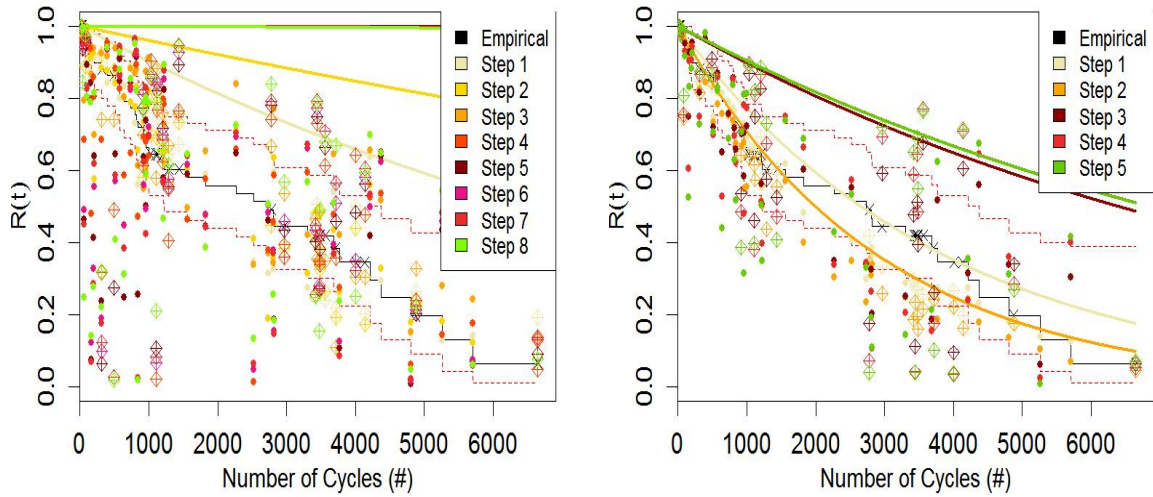 R(t)
1.0
0.8
0.6
0.4
0.2
0.0
0 1000 2000 3000 4000 5000 6000
Number of Cycles (#)
Empirical
Step 1
Step 2
Step 3
Step 4
Step 5
Step 6
Step 7
Step 8
R(t)
1.0
0.8
0.6
0.4
0.2
0.0
0 1000 2000 3000 4000 5000 6000
Number of Cycles (#)
Empirical
Step 1
Step 2
Step 3
Step 4
Step 5